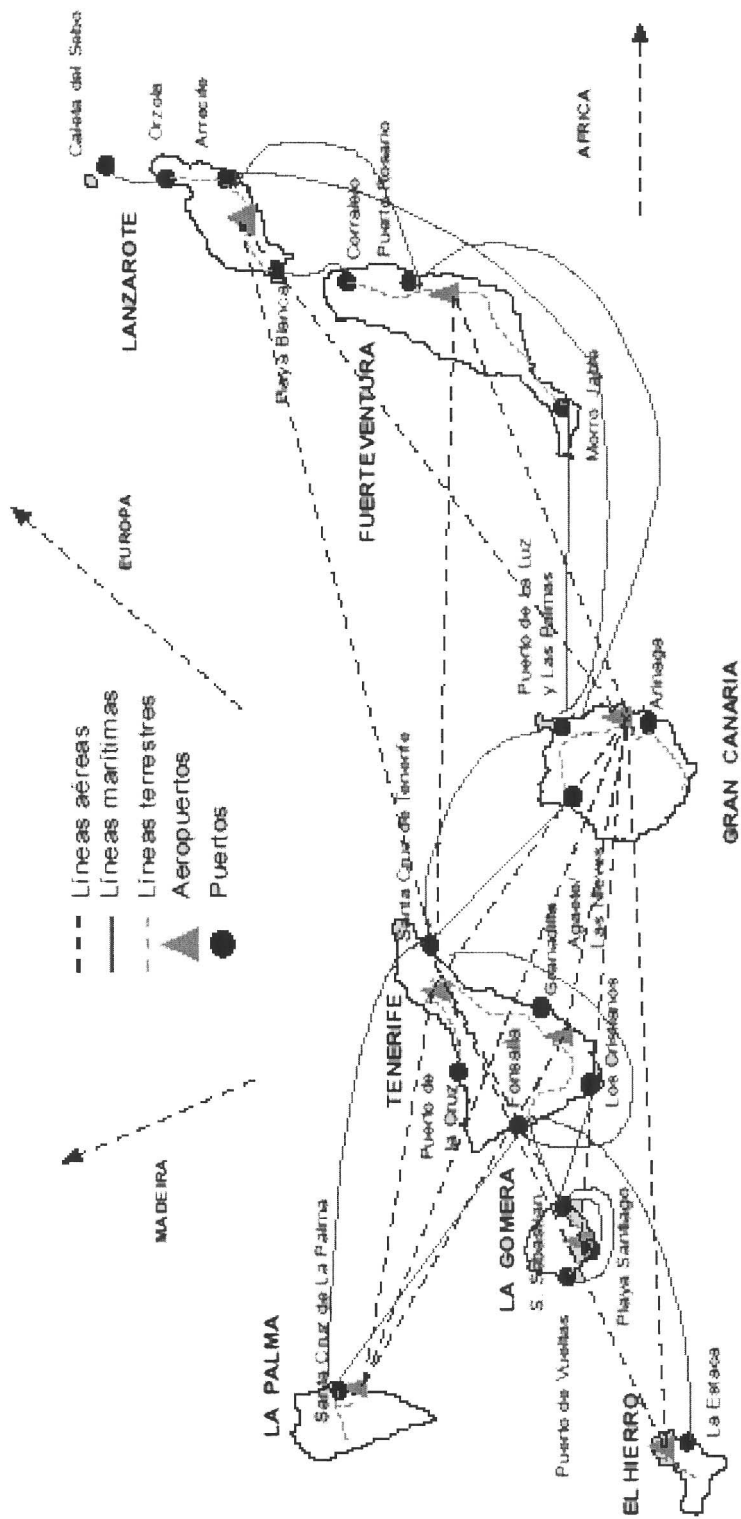 MADEIRA
EUROPA
AFRICA
Líneas aéreas
Líneas marítimas
Líneas terrestres
Aeropuertos
Puertos
LA PALMA
Santa Cruz de La Palma
EL HIERRO
La Estaca
LA GOMERA
S. Sebastian
Puerto de Vueltas
Playa Santiago
TENERIFE
Puerto de
la Cruz
Santa Cruz de Tenerife
Fonsalia
Granadilla
Los Cristianos
GRAN CANARIA
Agaete/
Las Nieves
Puerto de La Luz
y Las Palmas
Arinaga
FUERTEVENTURA
Corralejo
Puerto Rosario
Morro Jable
LANZAROTE
Caleta del Sebo
Orzola
Arrecife
Playa Blanca